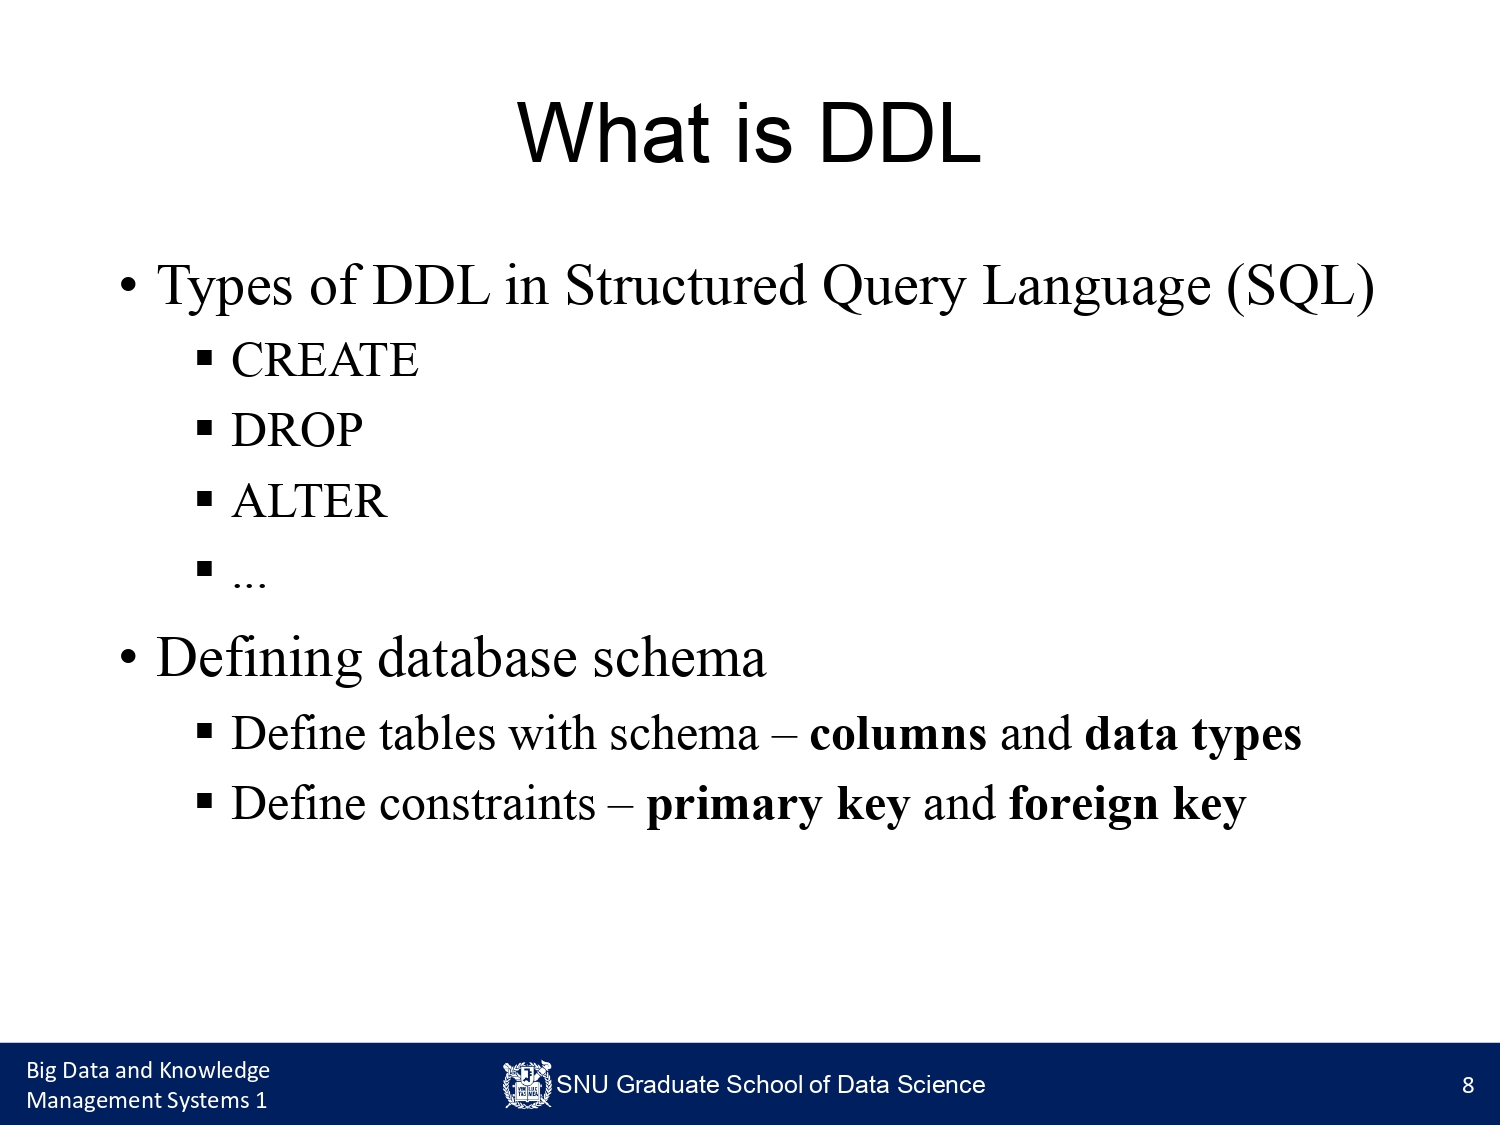 What is DDL
• Types of DDL in Structured Query Language (SQL)
▪ CREATE
▪ DROP
▪ ALTER
▪ ...
• Defining database schema
▪ Define tables with schema – columns and data types
▪ Define constraints – primary key and foreign key
Big Data and Knowledge
Management Systems 1
SNU Graduate School of Data Science
8